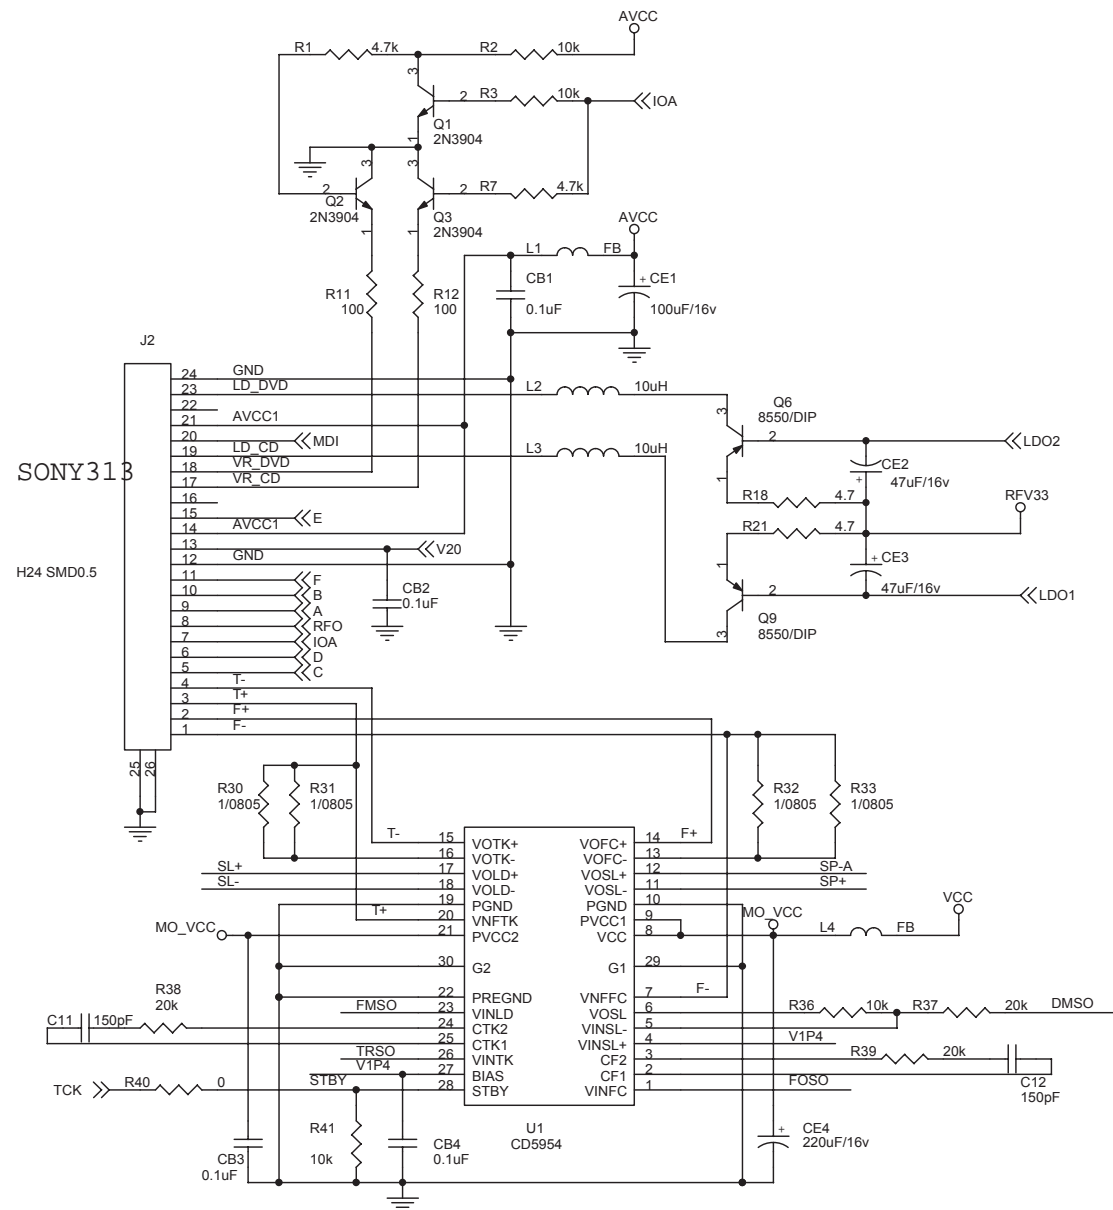 AVCC
R1 4.7k R2 10k
3
2 R3 10k IOA
Q1
2N3904
1
3 3
2 2 R7 4.7k
Q2
2N3904
Q3
2N3904
1 1
AVCC
L1 FB
R11
100
R12
100
CB1
0.1uF
+ CE1
100uF/16v
J2
24 GND
23 LD_DVD L2 10uH
22
21 AVCC1
20 MDI
19 LD_CD L3 10uH
18 VR_DVD
17 VR_CD
16
15 E
14 AVCC1
13 V20
12 GND
11 F
10 B
9 A
8 RFO
7 IOA
6 D
5 C
4 T-
3 T+
2 F+
1 F-
25
26
SONY313
H24 SMD0.5
CB2
0.1uF
Q6
8550/DIP
3
2 LDO2
1
CE2
+ 47uF/16v
R18 4.7
RFV33
R21 4.7
+ CE3
47uF/16v
1
2 LDO1
3
Q9
8550/DIP
R30
1/0805
R31
1/0805
R32
1/0805
R33
1/0805
T- 15 VOTK+ VOFC+ 14 F+
16 VOTK- VOFC- 13
SL+ 17 VOLD+ VOSL+ 12 SP-A
SL- 18 VOLD- VOSL- 11 SP+
19 PGND PGND 10
T+ 20 VNFTK PVCC1 9
MO_VCC 21 PVCC2 VCC 8 MO_VCC L4 FB VCC
30 G2 G1 29
22 PREGND VNFFC 7 F-
FMSO 23 VINLD VOSL 6 R36 10k R37 20k DMSO
24 CTK2 VINSL- 5
25 CTK1 VINSL+ 4 V1P4
TRSO 26 VINTK CF2 3 R39 20k
V1P4 27 BIAS CF1 2
STBY 28 STBY VINFC 1 FOSO
C11 150pF R38
20k
TCK R40 0
C12
150pF
U1
CD5954
R41
10k
CB3
0.1uF
CB4
0.1uF
+ CE4
220uF/16v